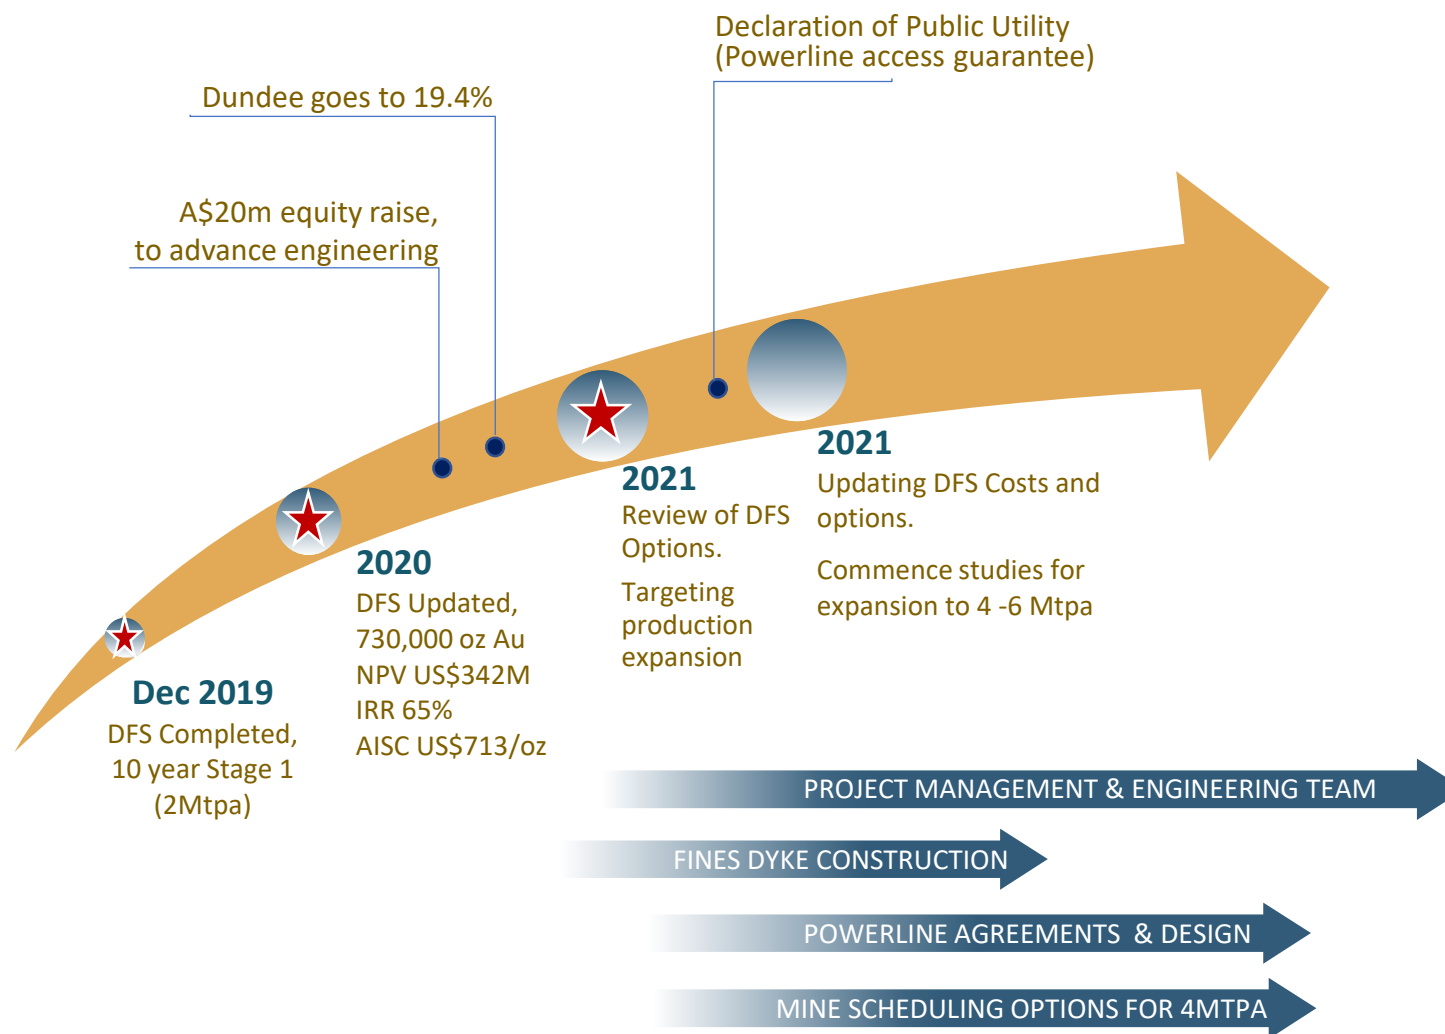 Declaration of Public Utility
(Powerline access guarantee)
Dundee goes to 19.4%
A$20m equity raise,
to advance engineering
Dec 2019
DFS Completed,
10 year Stage 1
(2Mtpa)
2020
DFS Updated,
730,000 oz Au
NPV US$342M
IRR 65%
AISC US$713/oz
2021
Review of DFS
Options.
Targeting
production
expansion
2021
Updating DFS Costs and
options.
Commence studies for
expansion to 4 -6 Mtpa
PROJECT MANAGEMENT & ENGINEERING TEAM
FINES DYKE CONSTRUCTION
POWERLINE AGREEMENTS & DESIGN
MINE SCHEDULING OPTIONS FOR 4MTPA